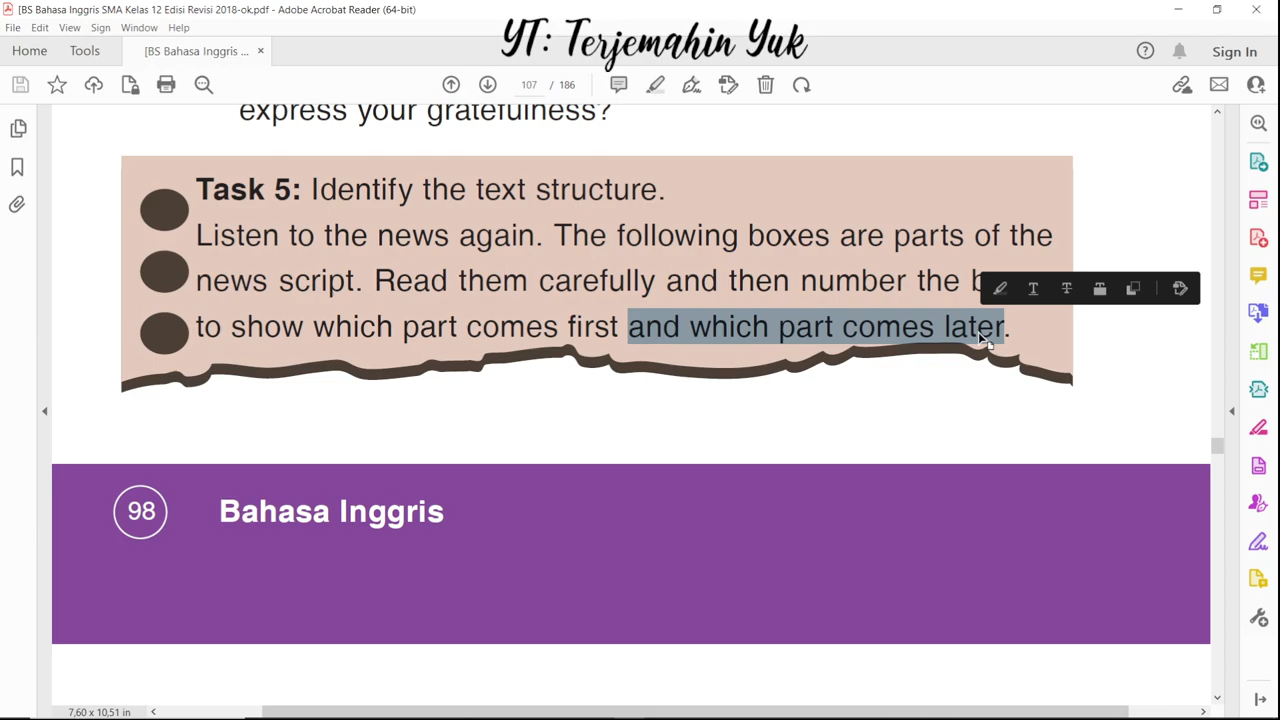 [BS Bahasa Inggris SMA Kelas 12 Edisi Revisi 2018-ok.pdf - Adobe Acrobat Reader (64-bit)
File Edit View Sign Window Help
YT: Terjemahin Yuk
Home Tools [BS Bahasa Inggris ... × Sign In
107 / 186
express your gratefulness?
Task 5: Identify the text structure.
Listen to the news again. The following boxes are parts of the
news script. Read them carefully and then number the b
to show which part comes first and which part comes later.
98 Bahasa Inggris
7,60 x 10,51 in